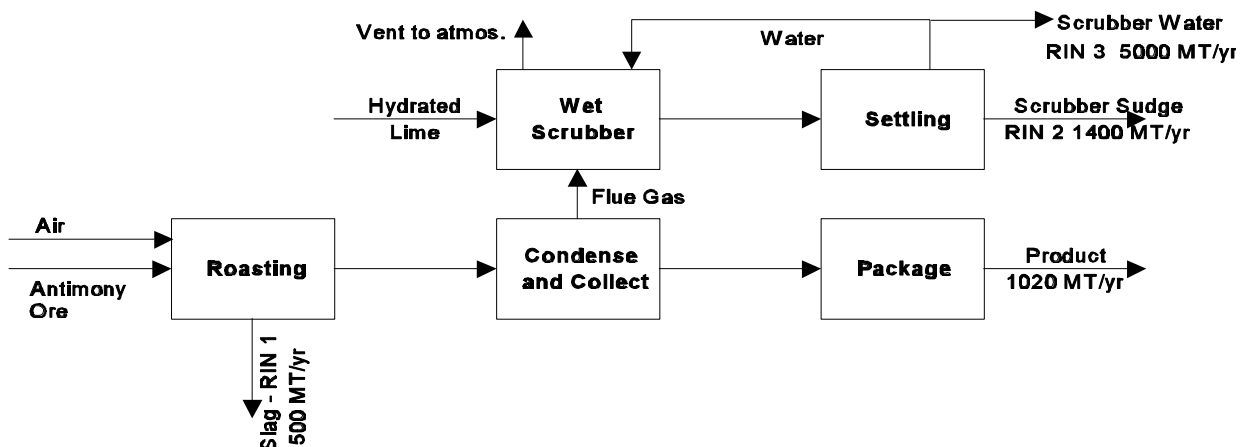 Vent to atmos.
Water
Scrubber Water
RIN 3 5000 MT/yr
Hydrated
Lime
Wet
Scrubber
Settling
Scrubber Sudge
RIN 2 1400 MT/yr
Flue Gas
Air
Antimony
Ore
Roasting
Condense
and Collect
Package
Product
1020 MT/yr
Slag - RIN 1
500 MT/yr